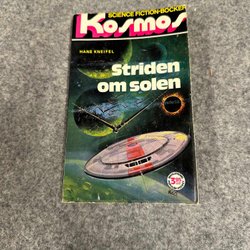 SCIENCE FICTION-BÖCKER
Kosmos
HANS KNEIFEL
Striden
om solen